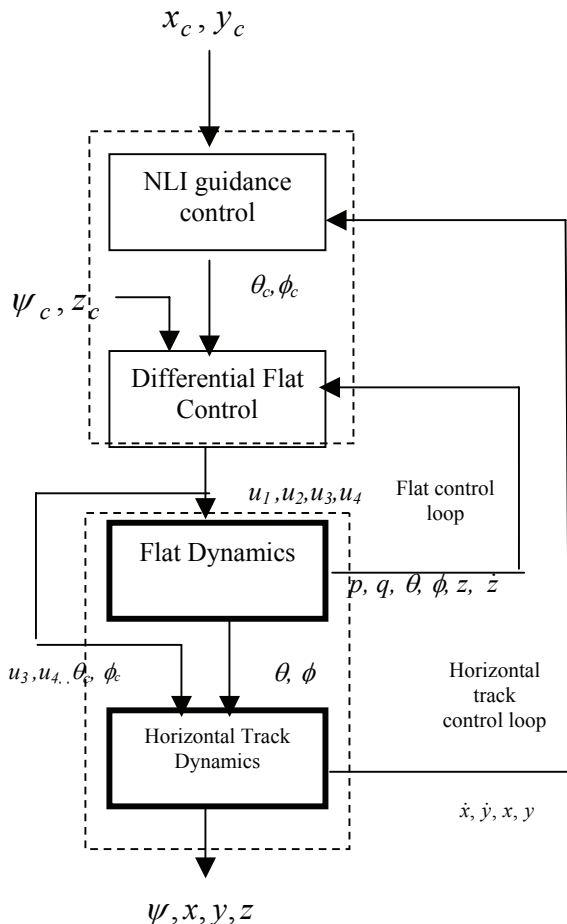 x_c, y_c
NLI guidance
control
θ_c, ϕ_c
ψ_c, z_c
Differential Flat
Control
u_1,u_2,u_3,u_4
Flat control
loop
Flat Dynamics
p, q, θ, ϕ, z, ż
u_3,u_4.. θ_c, ϕ_c
θ, ϕ
Horizontal
track
control loop
Horizontal Track
Dynamics
ẋ, ẏ, x, y
ψ, x, y, z